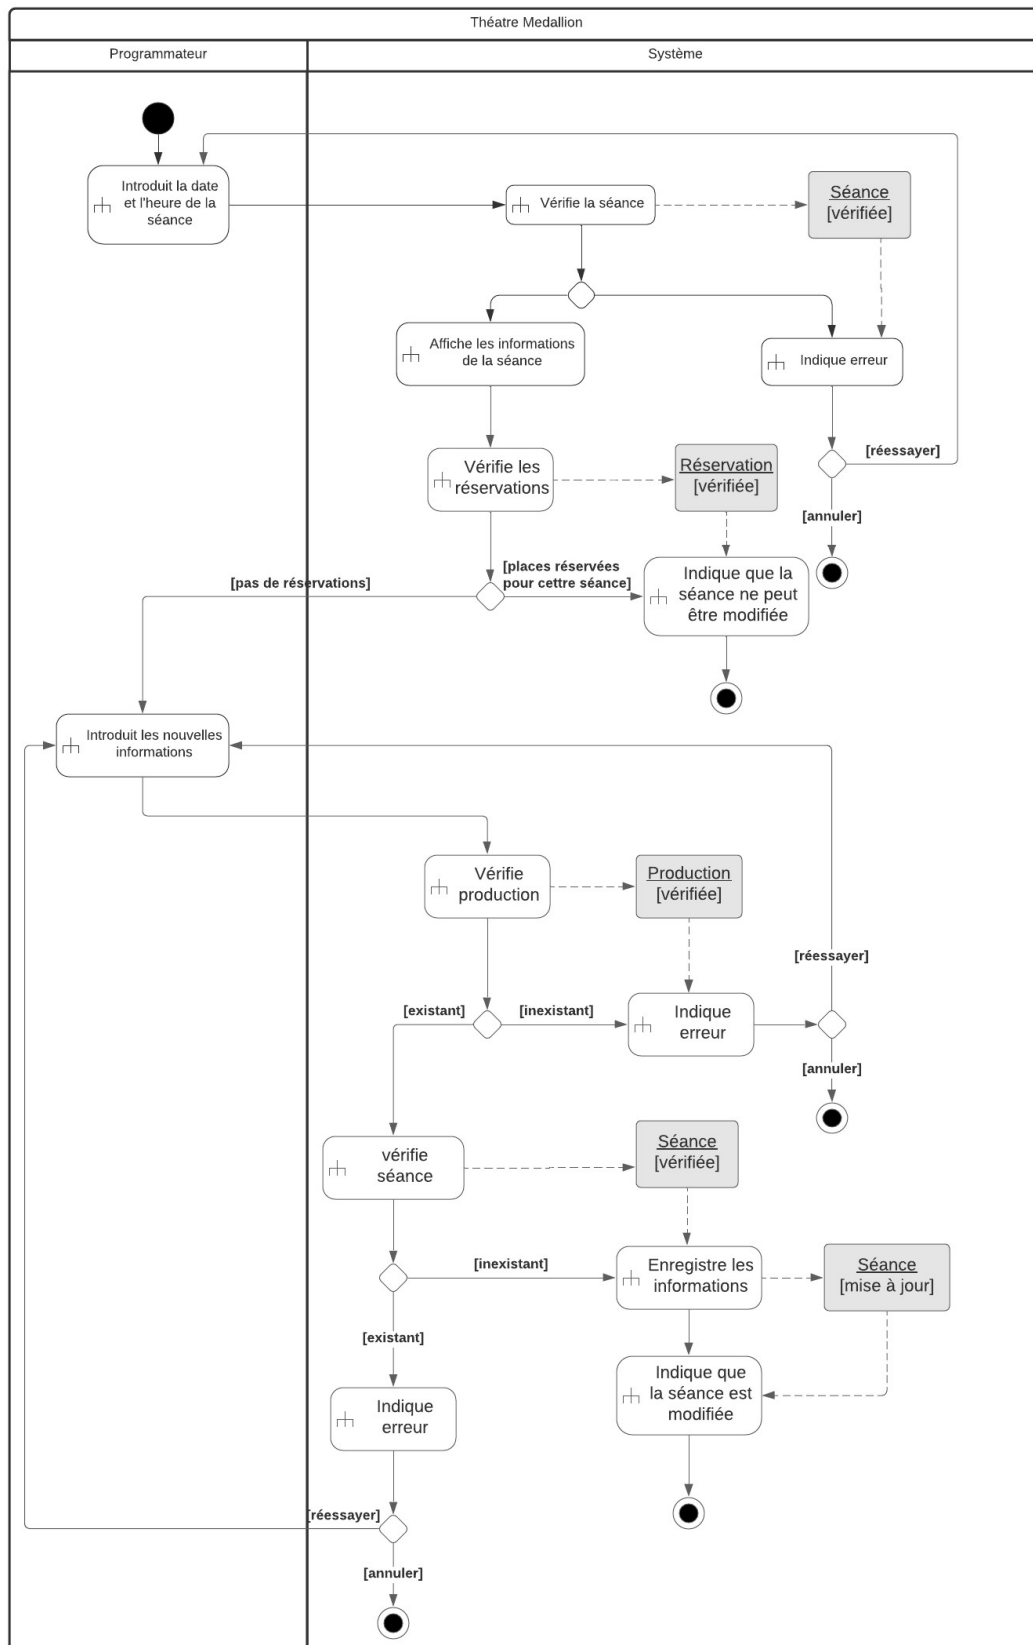 Théatre Medallion
Programmateur
Système
Introduit la date
et l'heure de la
séance
Vérifie la séance
Séance
[vérifiée]
Affiche les informations
de la séance
Indique erreur
[réessayer]
Vérifie les
réservations
Réservation
[vérifiée]
[annuler]
[places réservées
pour cettre séance]
[pas de réservations]
Indique que la
séance ne peut
être modifiée
Introduit les nouvelles
informations
Vérifie
production
Production
[vérifiée]
[réessayer]
[existant]
[inexistant]
Indique
erreur
[annuler]
vérifie
séance
Séance
[vérifiée]
[inexistant]
Enregistre les
informations
Séance
[mise à jour]
[existant]
Indique que
la séance est
modifiée
Indique
erreur
[réessayer]
[annuler]